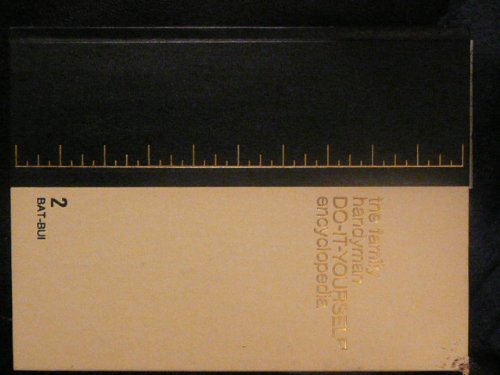 the family
handyman
DO-IT-YOURSELF
encyclopedia
2
BAT-BUI